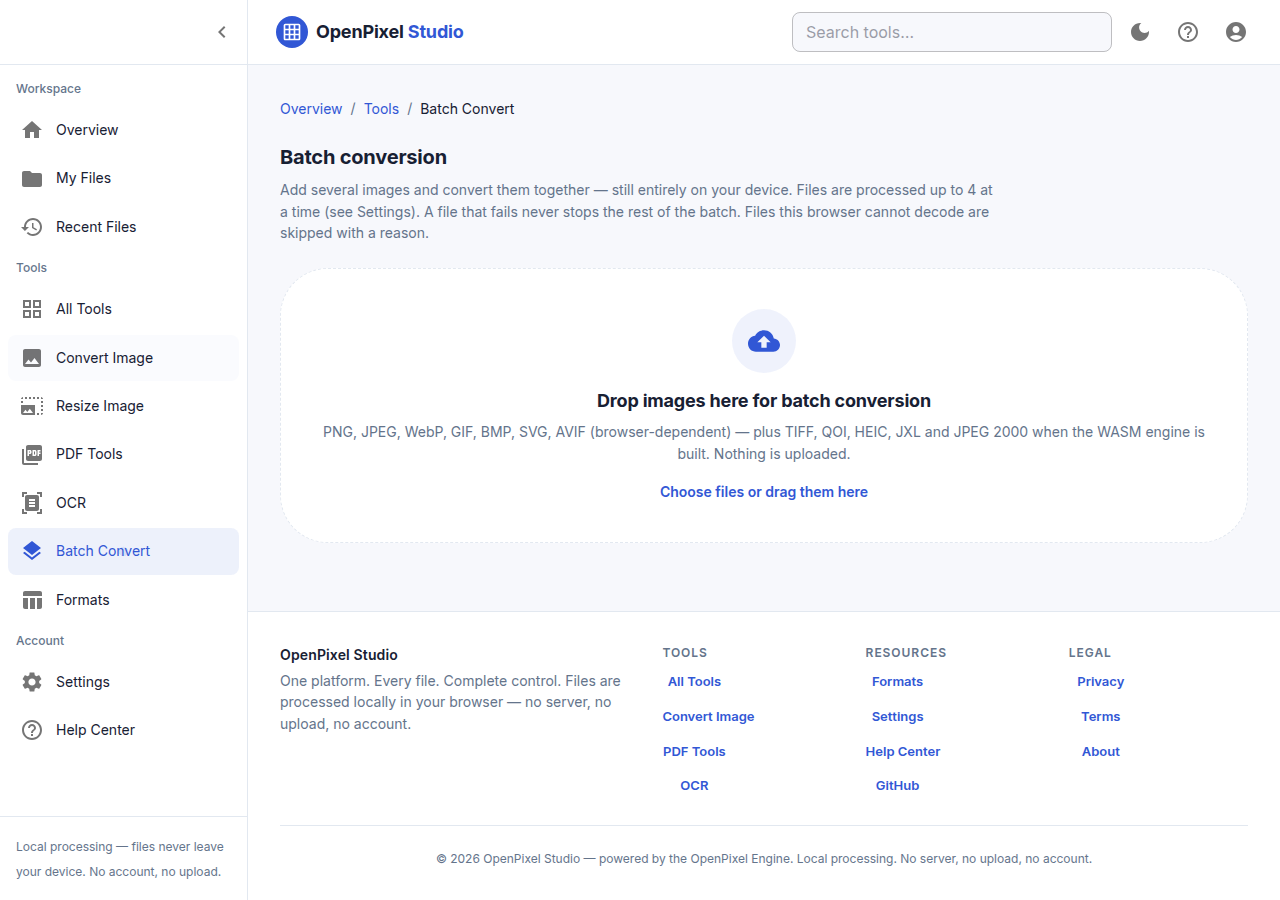 OpenPixel Studio
Search tools...
Workspace
Overview
My Files
Recent Files
Tools
All Tools
Convert Image
Resize Image
PDF Tools
OCR
Batch Convert
Formats
Account
Settings
Help Center
Local processing — files never leave
your device. No account, no upload.
Overview / Tools / Batch Convert
Batch conversion
Add several images and convert them together — still entirely on your device. Files are processed up to 4 at
a time (see Settings). A file that fails never stops the rest of the batch. Files this browser cannot decode are
skipped with a reason.
Drop images here for batch conversion
PNG, JPEG, WebP, GIF, BMP, SVG, AVIF (browser-dependent) — plus TIFF, QOI, HEIC, JXL and JPEG 2000 when the WASM engine is
built. Nothing is uploaded.
Choose files or drag them here
OpenPixel Studio
One platform. Every file. Complete control. Files are
processed locally in your browser — no server, no
upload, no account.
TOOLS
All Tools
Convert Image
PDF Tools
OCR
RESOURCES
Formats
Settings
Help Center
GitHub
LEGAL
Privacy
Terms
About
© 2026 OpenPixel Studio — powered by the OpenPixel Engine. Local processing. No server, no upload, no account.